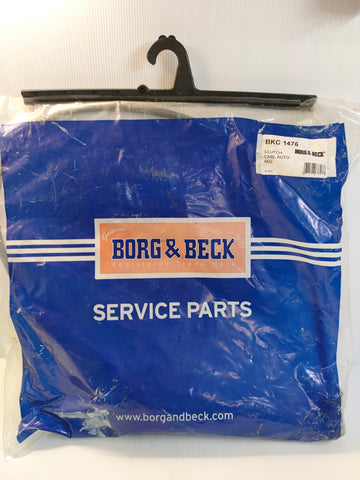 BKC 1476
CLUTCH
CABL AUTO
ADJ
BORG & BECK
Genuine
BORG & BECK
Registered Trade Mark
SERVICE PARTS
www.borgandbeck.com